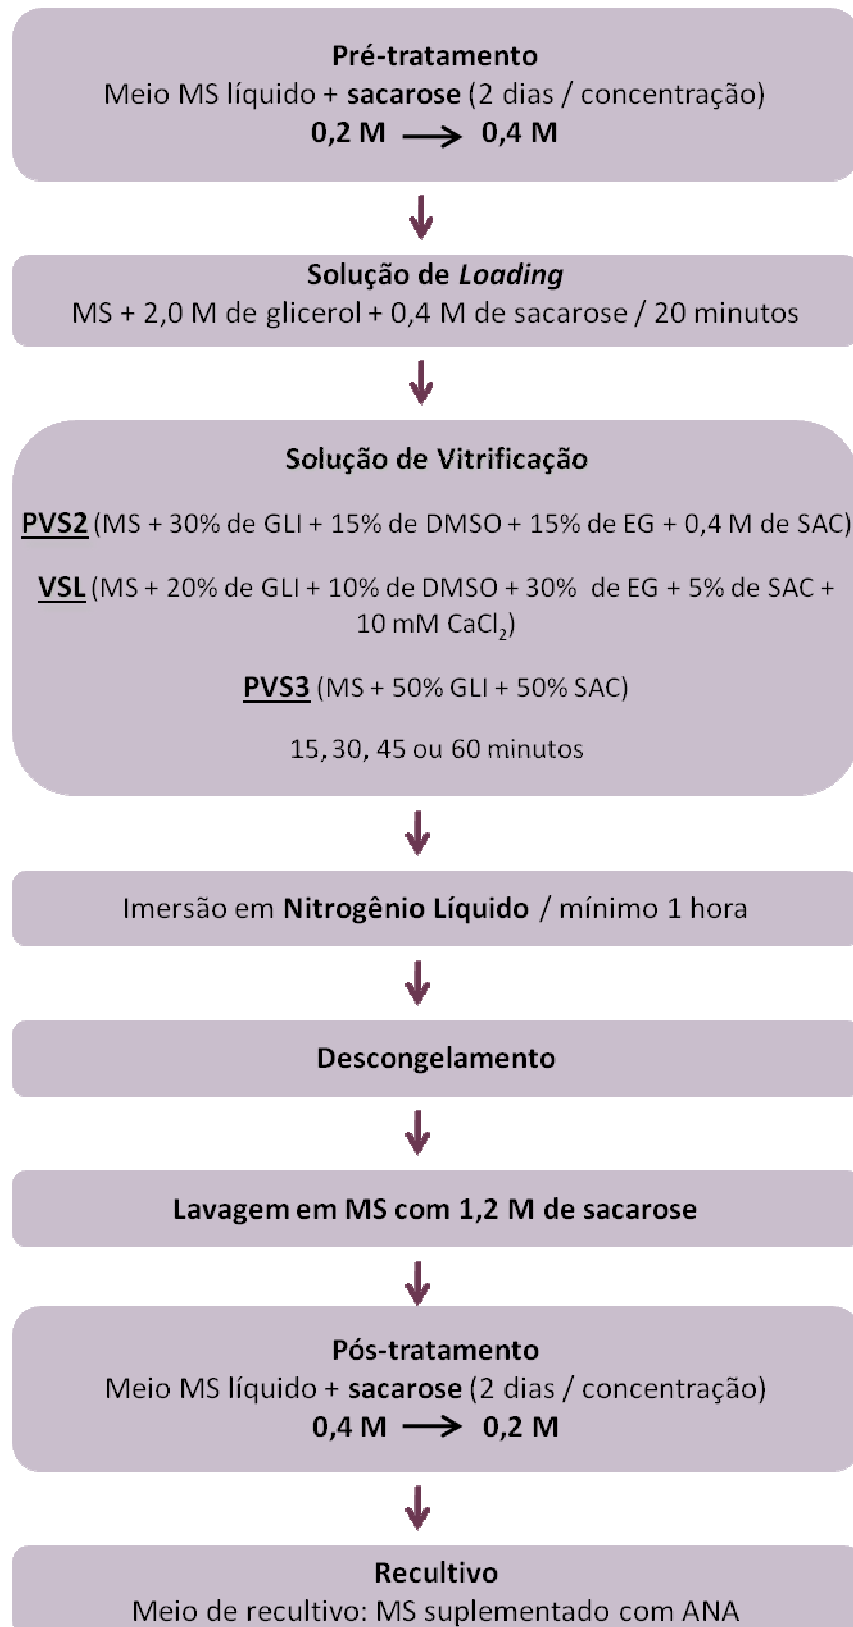 Pré-tratamento
Meio MS líquido + sacarose (2 dias / concentração)
0,2 M → 0,4 M
Solução de Loading
MS + 2,0 M de glicerol + 0,4 M de sacarose / 20 minutos
Solução de Vitrificação
PVS2 (MS + 30% de GLI + 15% de DMSO + 15% de EG + 0,4 M de SAC)
VSL (MS + 20% de GLI + 10% de DMSO + 30% de EG + 5% de SAC +
10 mM CaCl₂)
PVS3 (MS + 50% GLI + 50% SAC)
15, 30, 45 ou 60 minutos
Imersão em Nitrogênio Líquido / mínimo 1 hora
Descongelamento
Lavagem em MS com 1,2 M de sacarose
Pós-tratamento
Meio MS líquido + sacarose (2 dias / concentração)
0,4 M → 0,2 M
Recultivo
Meio de recultivo: MS suplementado com ANA